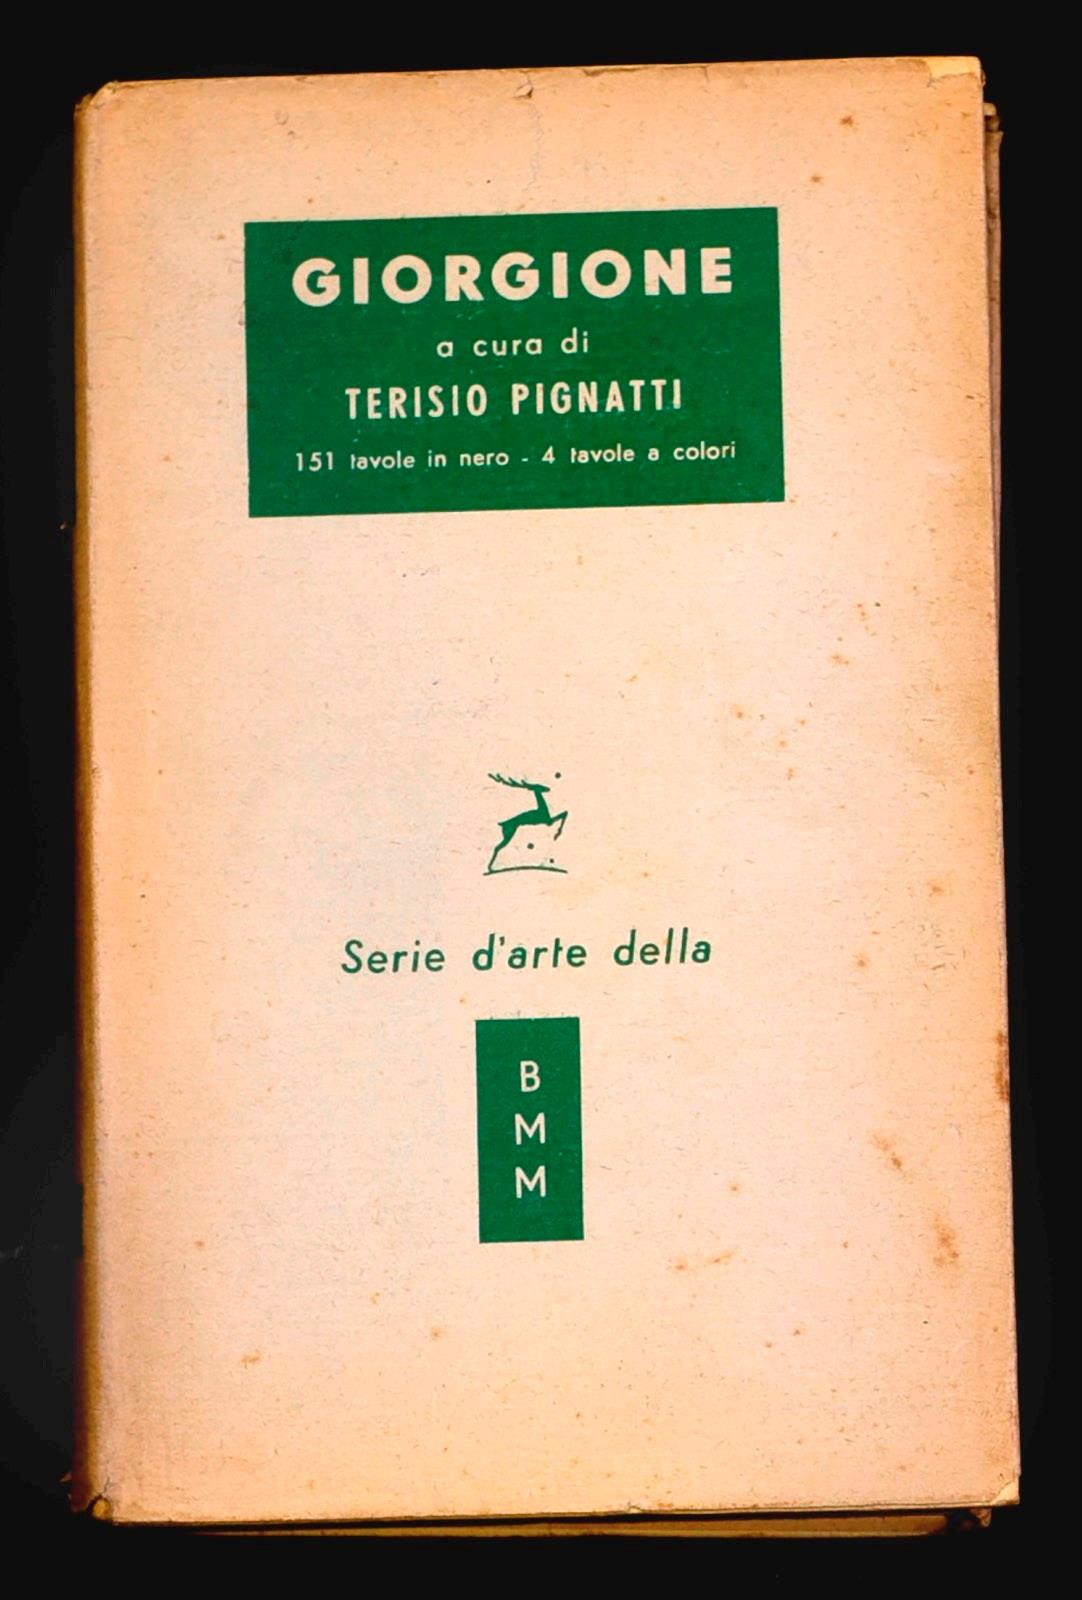 GIORGIONE
a cura di
TERISIO PIGNATTI
151 tavole in nero - 4 tavole a colori
Serie d'arte della
B
M
M